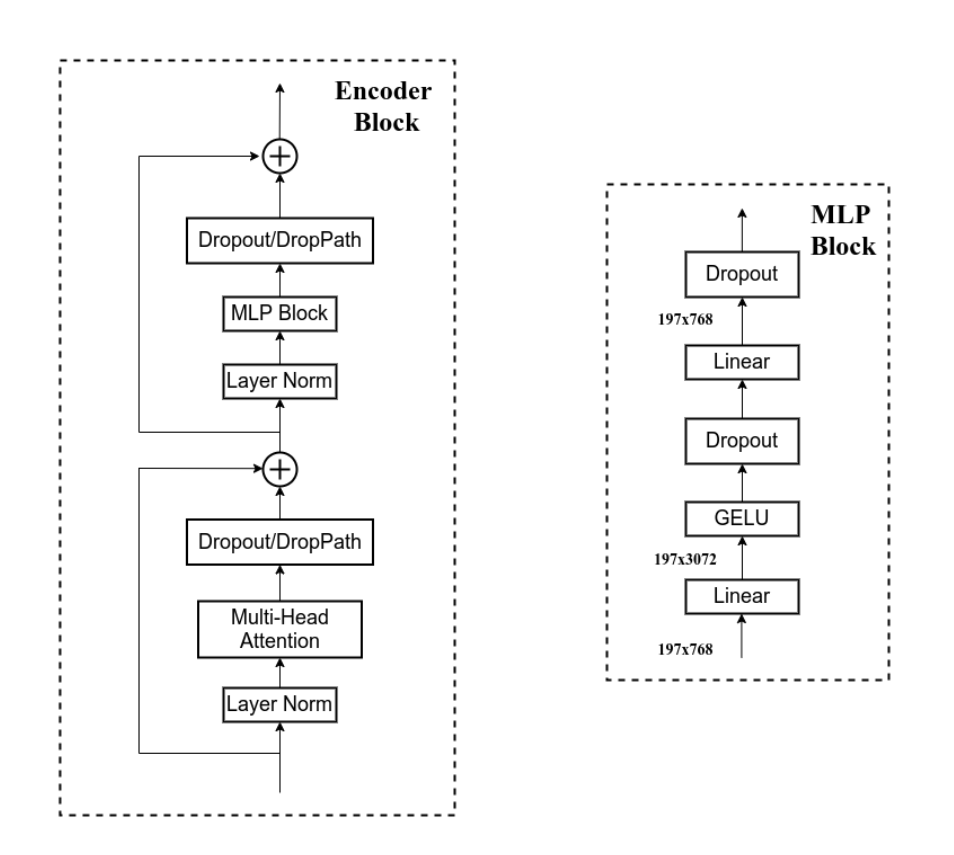 Encoder
Block
Dropout/DropPath
MLP Block
Layer Norm
Dropout/DropPath
Multi-Head
Attention
Layer Norm
MLP
Block
Dropout
197x768
Linear
Dropout
GELU
197x3072
Linear
197x768